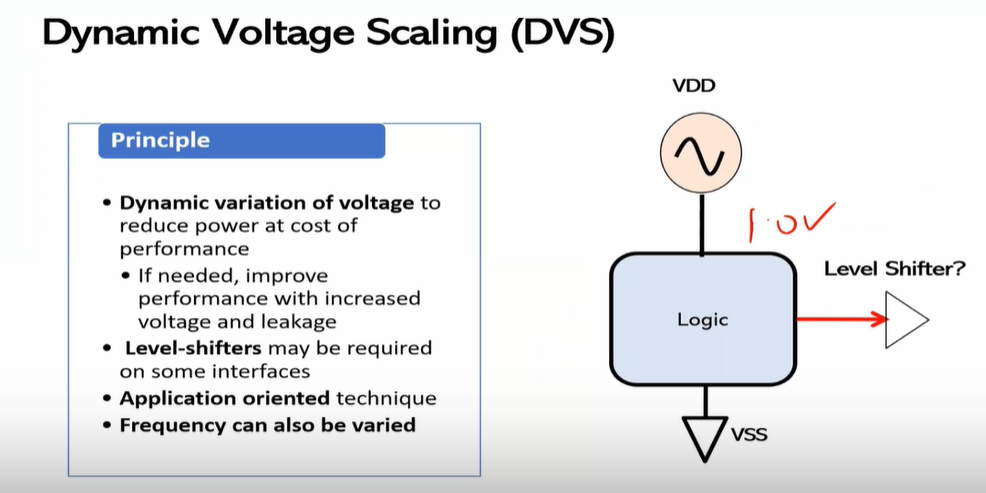 Dynamic Voltage Scaling (DVS)
Principle
• Dynamic variation of voltage to
reduce power at cost of
performance
• If needed, improve
performance with increased
voltage and leakage
• Level-shifters may be required
on some interfaces
• Application oriented technique
• Frequency can also be varied
VDD
1.0V
Level Shifter?
Logic
VSS